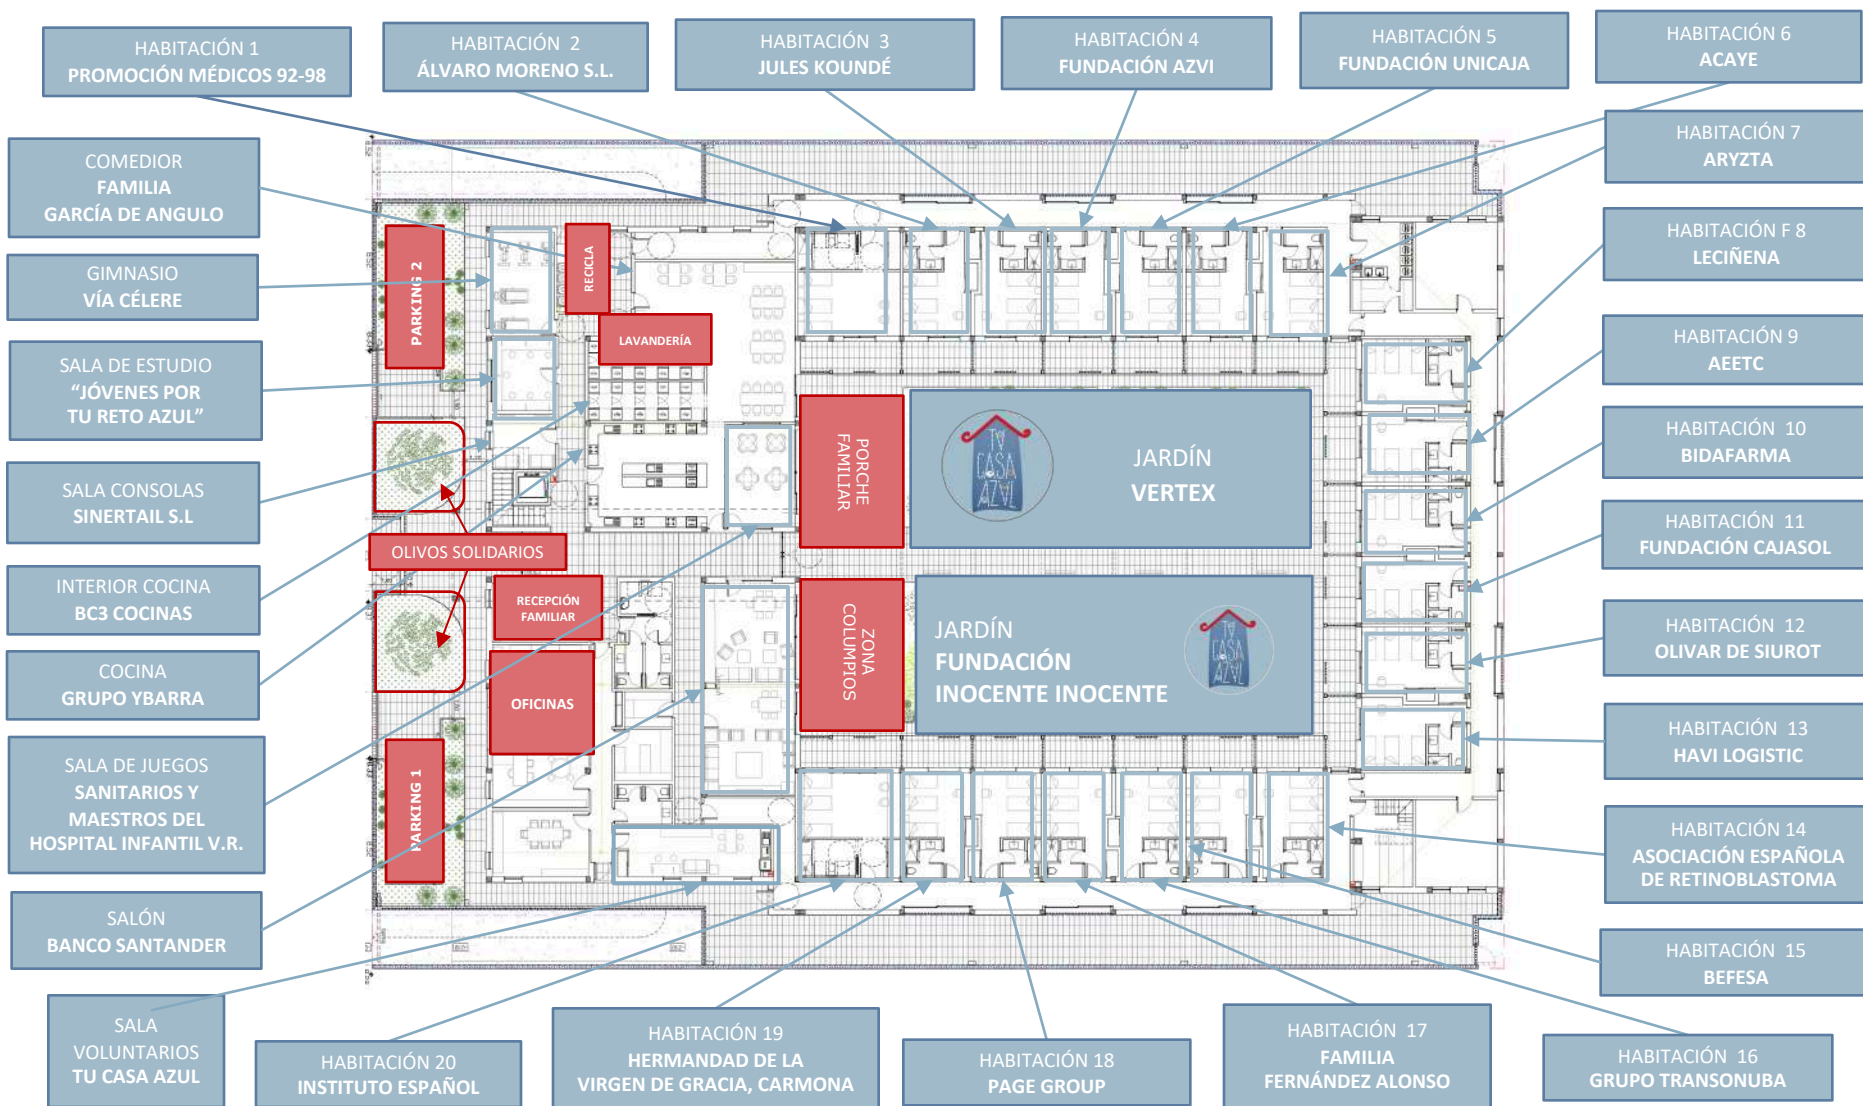 HABITACIÓN 1
PROMOCIÓN MÉDICOS 92-98
HABITACIÓN 2
ÁLVARO MORENO S.L.
HABITACIÓN 3
JULES KOUNDÉ
HABITACIÓN 4
FUNDACIÓN AZVI
HABITACIÓN 5
FUNDACIÓN UNICAJA
HABITACIÓN 6
ACAYE
COMEDOR
FAMILIA
GARCÍA DE ANGULO
GIMNASIO
VÍA CÉLERE
SALA DE ESTUDIO
“JÓVENES POR
TU RETO AZUL”
SALA CONSOLAS
SINERTAIL S.L
INTERIOR COCINA
BC3 COCINAS
COCINA
GRUPO YBARRA
SALA DE JUEGOS
SANITARIOS Y
MAESTROS DEL
HOSPITAL INFANTIL V.R.
SALÓN
BANCO SANTANDER
SALA
VOLUNTARIOS
TU CASA AZUL
PARKING 2
RECICLA
LAVANDERÍA
OLIVOS SOLIDARIOS
RECEPCIÓN
FAMILIAR
OFICINAS
PARKING 1
PORCHE
FAMILIAR
ZONA
COLUMPIOS
TU
CASA
AZUL
JARDÍN
VERTEX
JARDÍN
FUNDACIÓN
INOCENTE INOCENTE
TU
CASA
AZUL
HABITACIÓN 7
ARYZTA
HABITACIÓN F 8
LECIÑENA
HABITACIÓN 9
AEETC
HABITACIÓN 10
BIDAFARMA
HABITACIÓN 11
FUNDACIÓN CAJASOL
HABITACIÓN 12
OLIVAR DE SIUROT
HABITACIÓN 13
HAVI LOGISTIC
HABITACIÓN 14
ASOCIACIÓN ESPAÑOLA
DE RETINOBLASTOMA
HABITACIÓN 15
BEFESA
HABITACIÓN 16
GRUPO TRANSONUBA
HABITACIÓN 17
FAMILIA
FERNÁNDEZ ALONSO
HABITACIÓN 18
PAGE GROUP
HABITACIÓN 19
HERMANDAD DE LA
VIRGEN DE GRACIA, CARMONA
HABITACIÓN 20
INSTITUTO ESPAÑOL